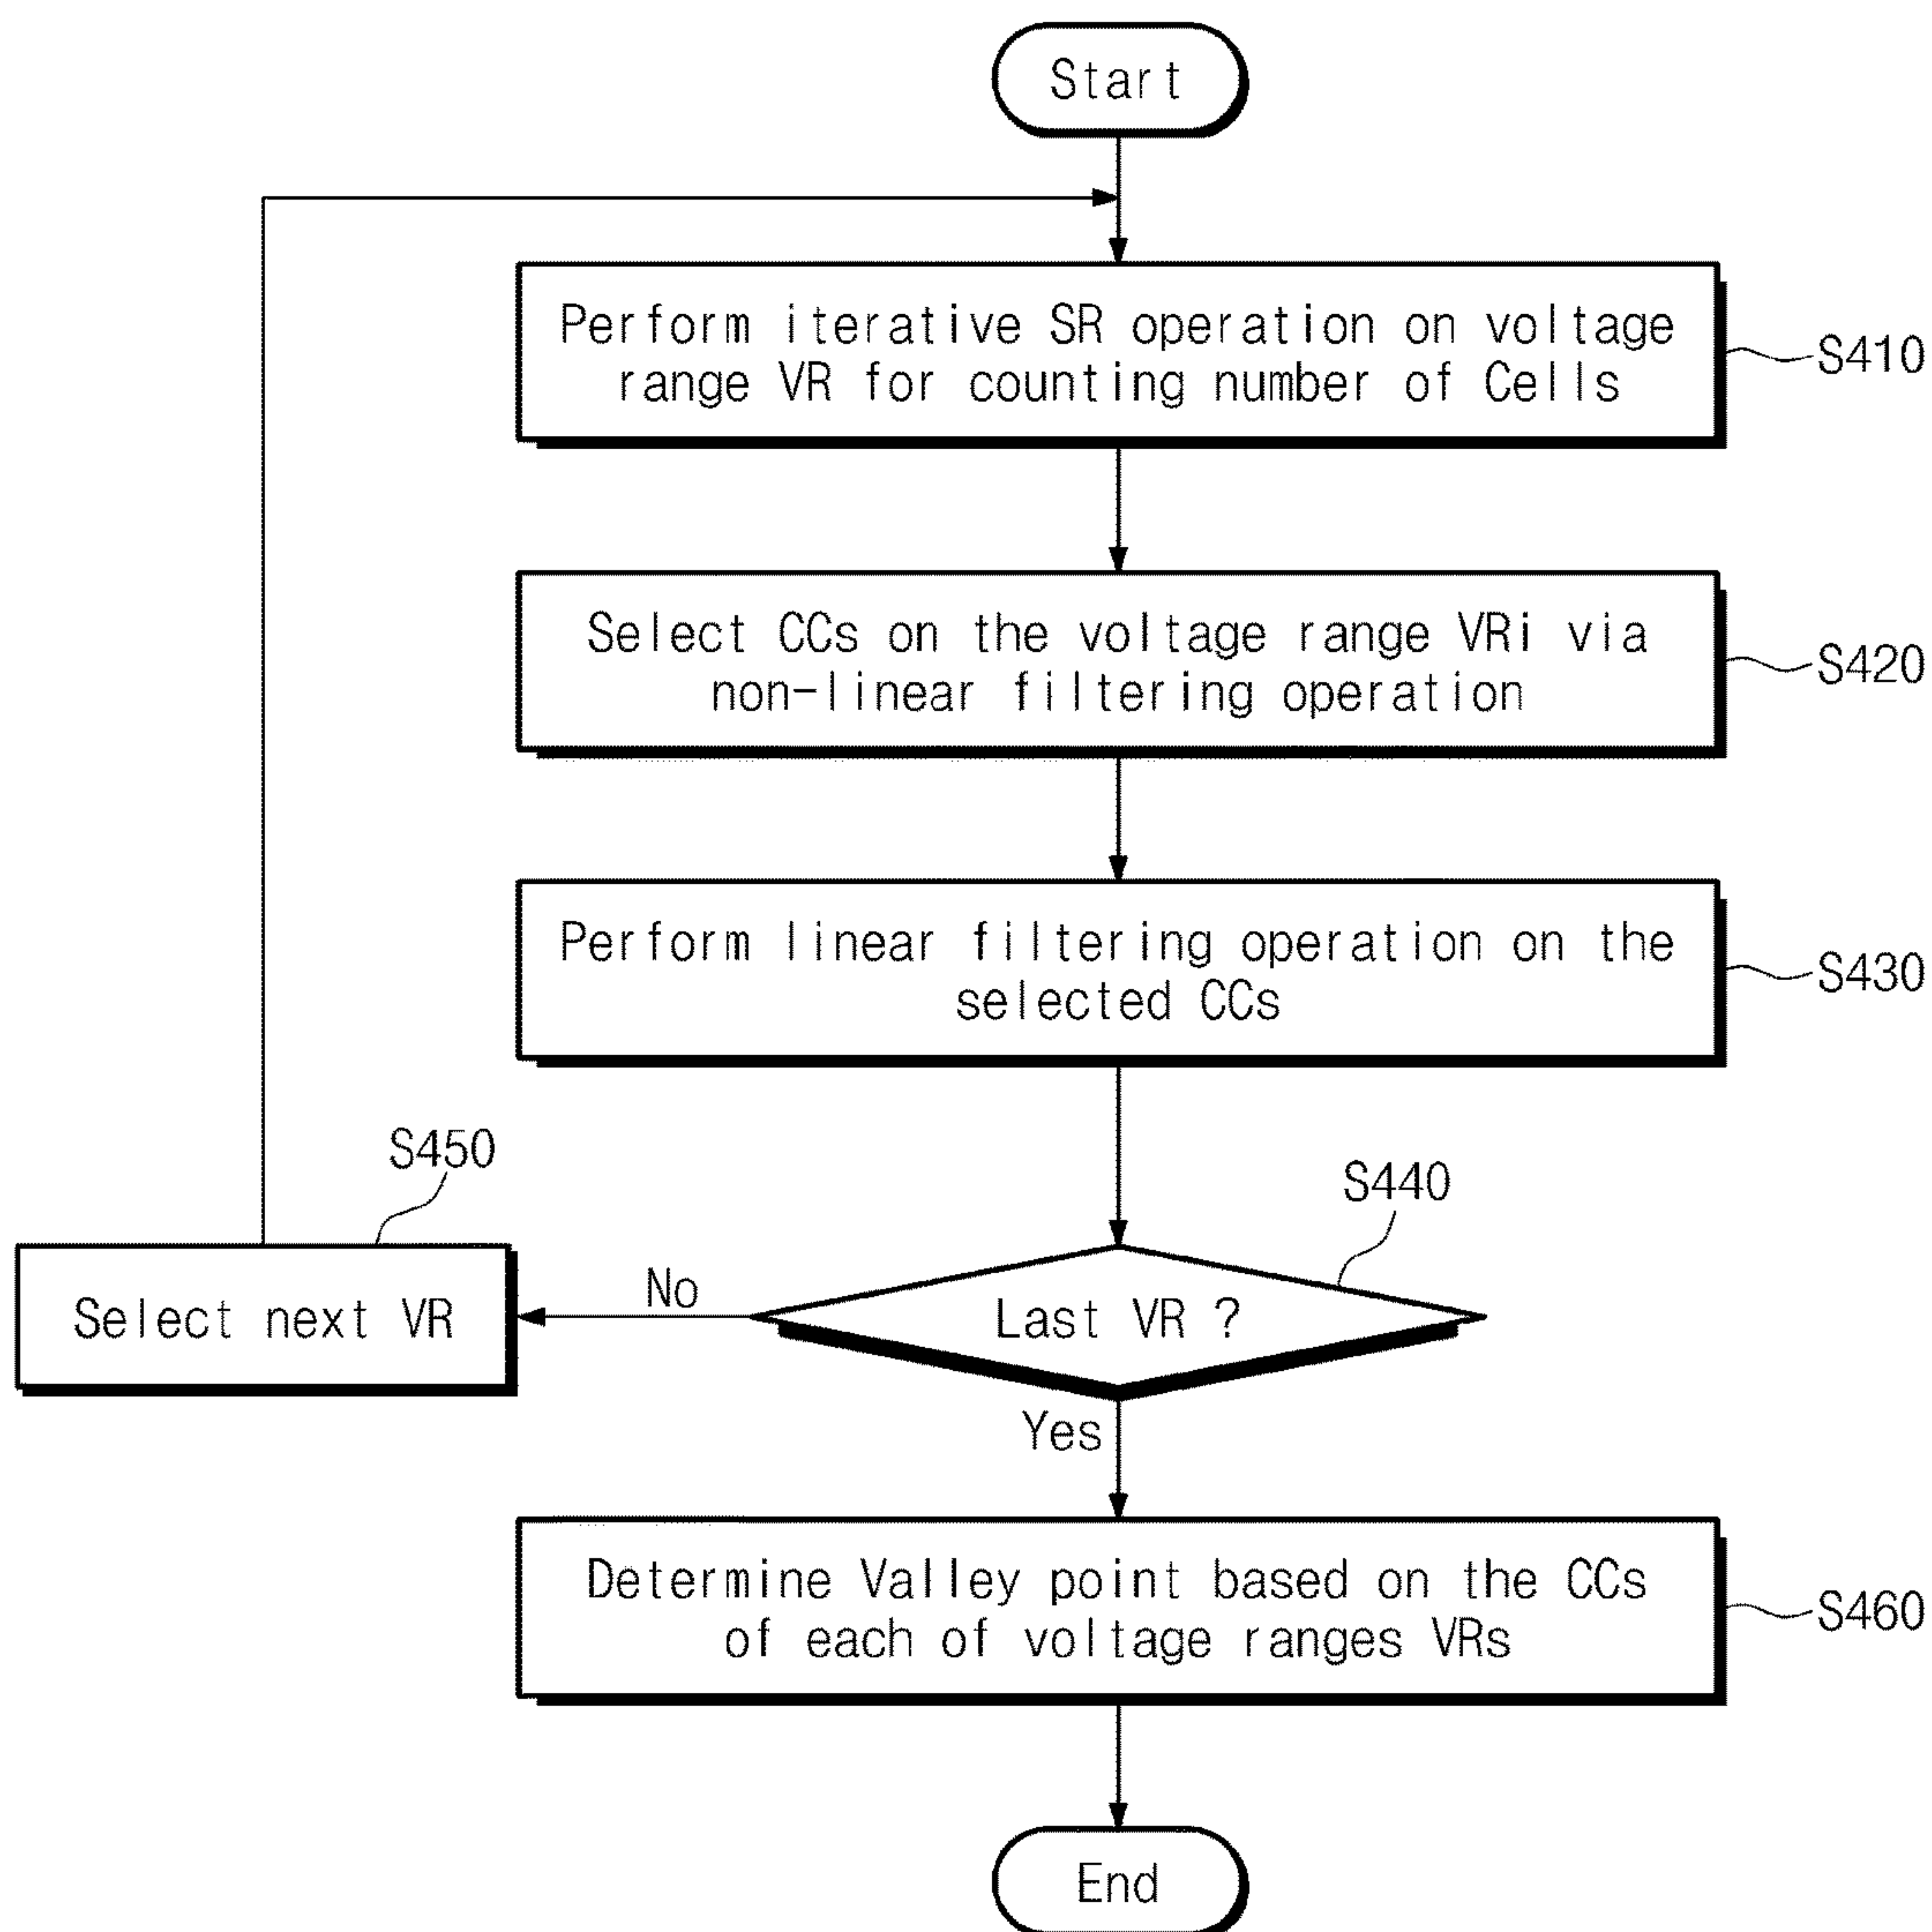 Start
Perform iterative SR operation on voltage
range VR for counting number of Cells
S410
Select CCs on the voltage range VRi via
non-linear filtering operation
S420
Perform linear filtering operation on the
selected CCs
S430
S450
S440
Select next VR
No
Last VR ?
Yes
Determine Valley point based on the CCs
of each of voltage ranges VRs
S460
End